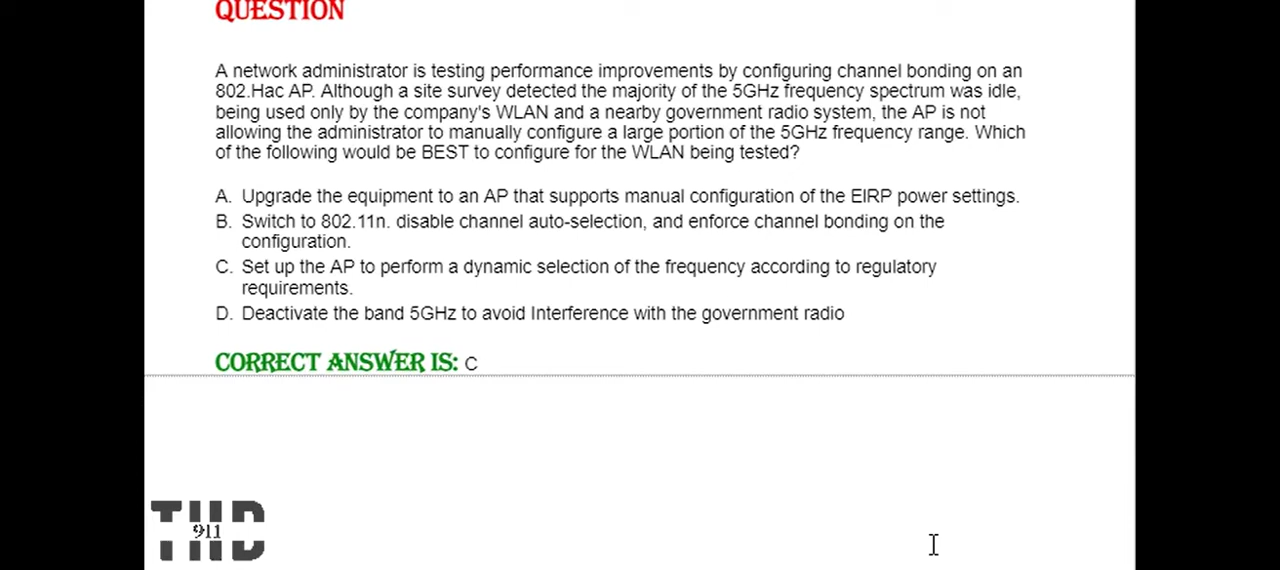 QUESTION
A network administrator is testing performance improvements by configuring channel bonding on an
802.Hac AP. Although a site survey detected the majority of the 5GHz frequency spectrum was idle,
being used only by the company's WLAN and a nearby government radio system, the AP is not
allowing the administrator to manually configure a large portion of the 5GHz frequency range. Which
of the following would be BEST to configure for the WLAN being tested?
A. Upgrade the equipment to an AP that supports manual configuration of the EIRP power settings.
B. Switch to 802.11n. disable channel auto-selection, and enforce channel bonding on the
configuration.
C. Set up the AP to perform a dynamic selection of the frequency according to regulatory
requirements.
D. Deactivate the band 5GHz to avoid Interference with the government radio
CORRECT ANSWER IS: C
THD
911